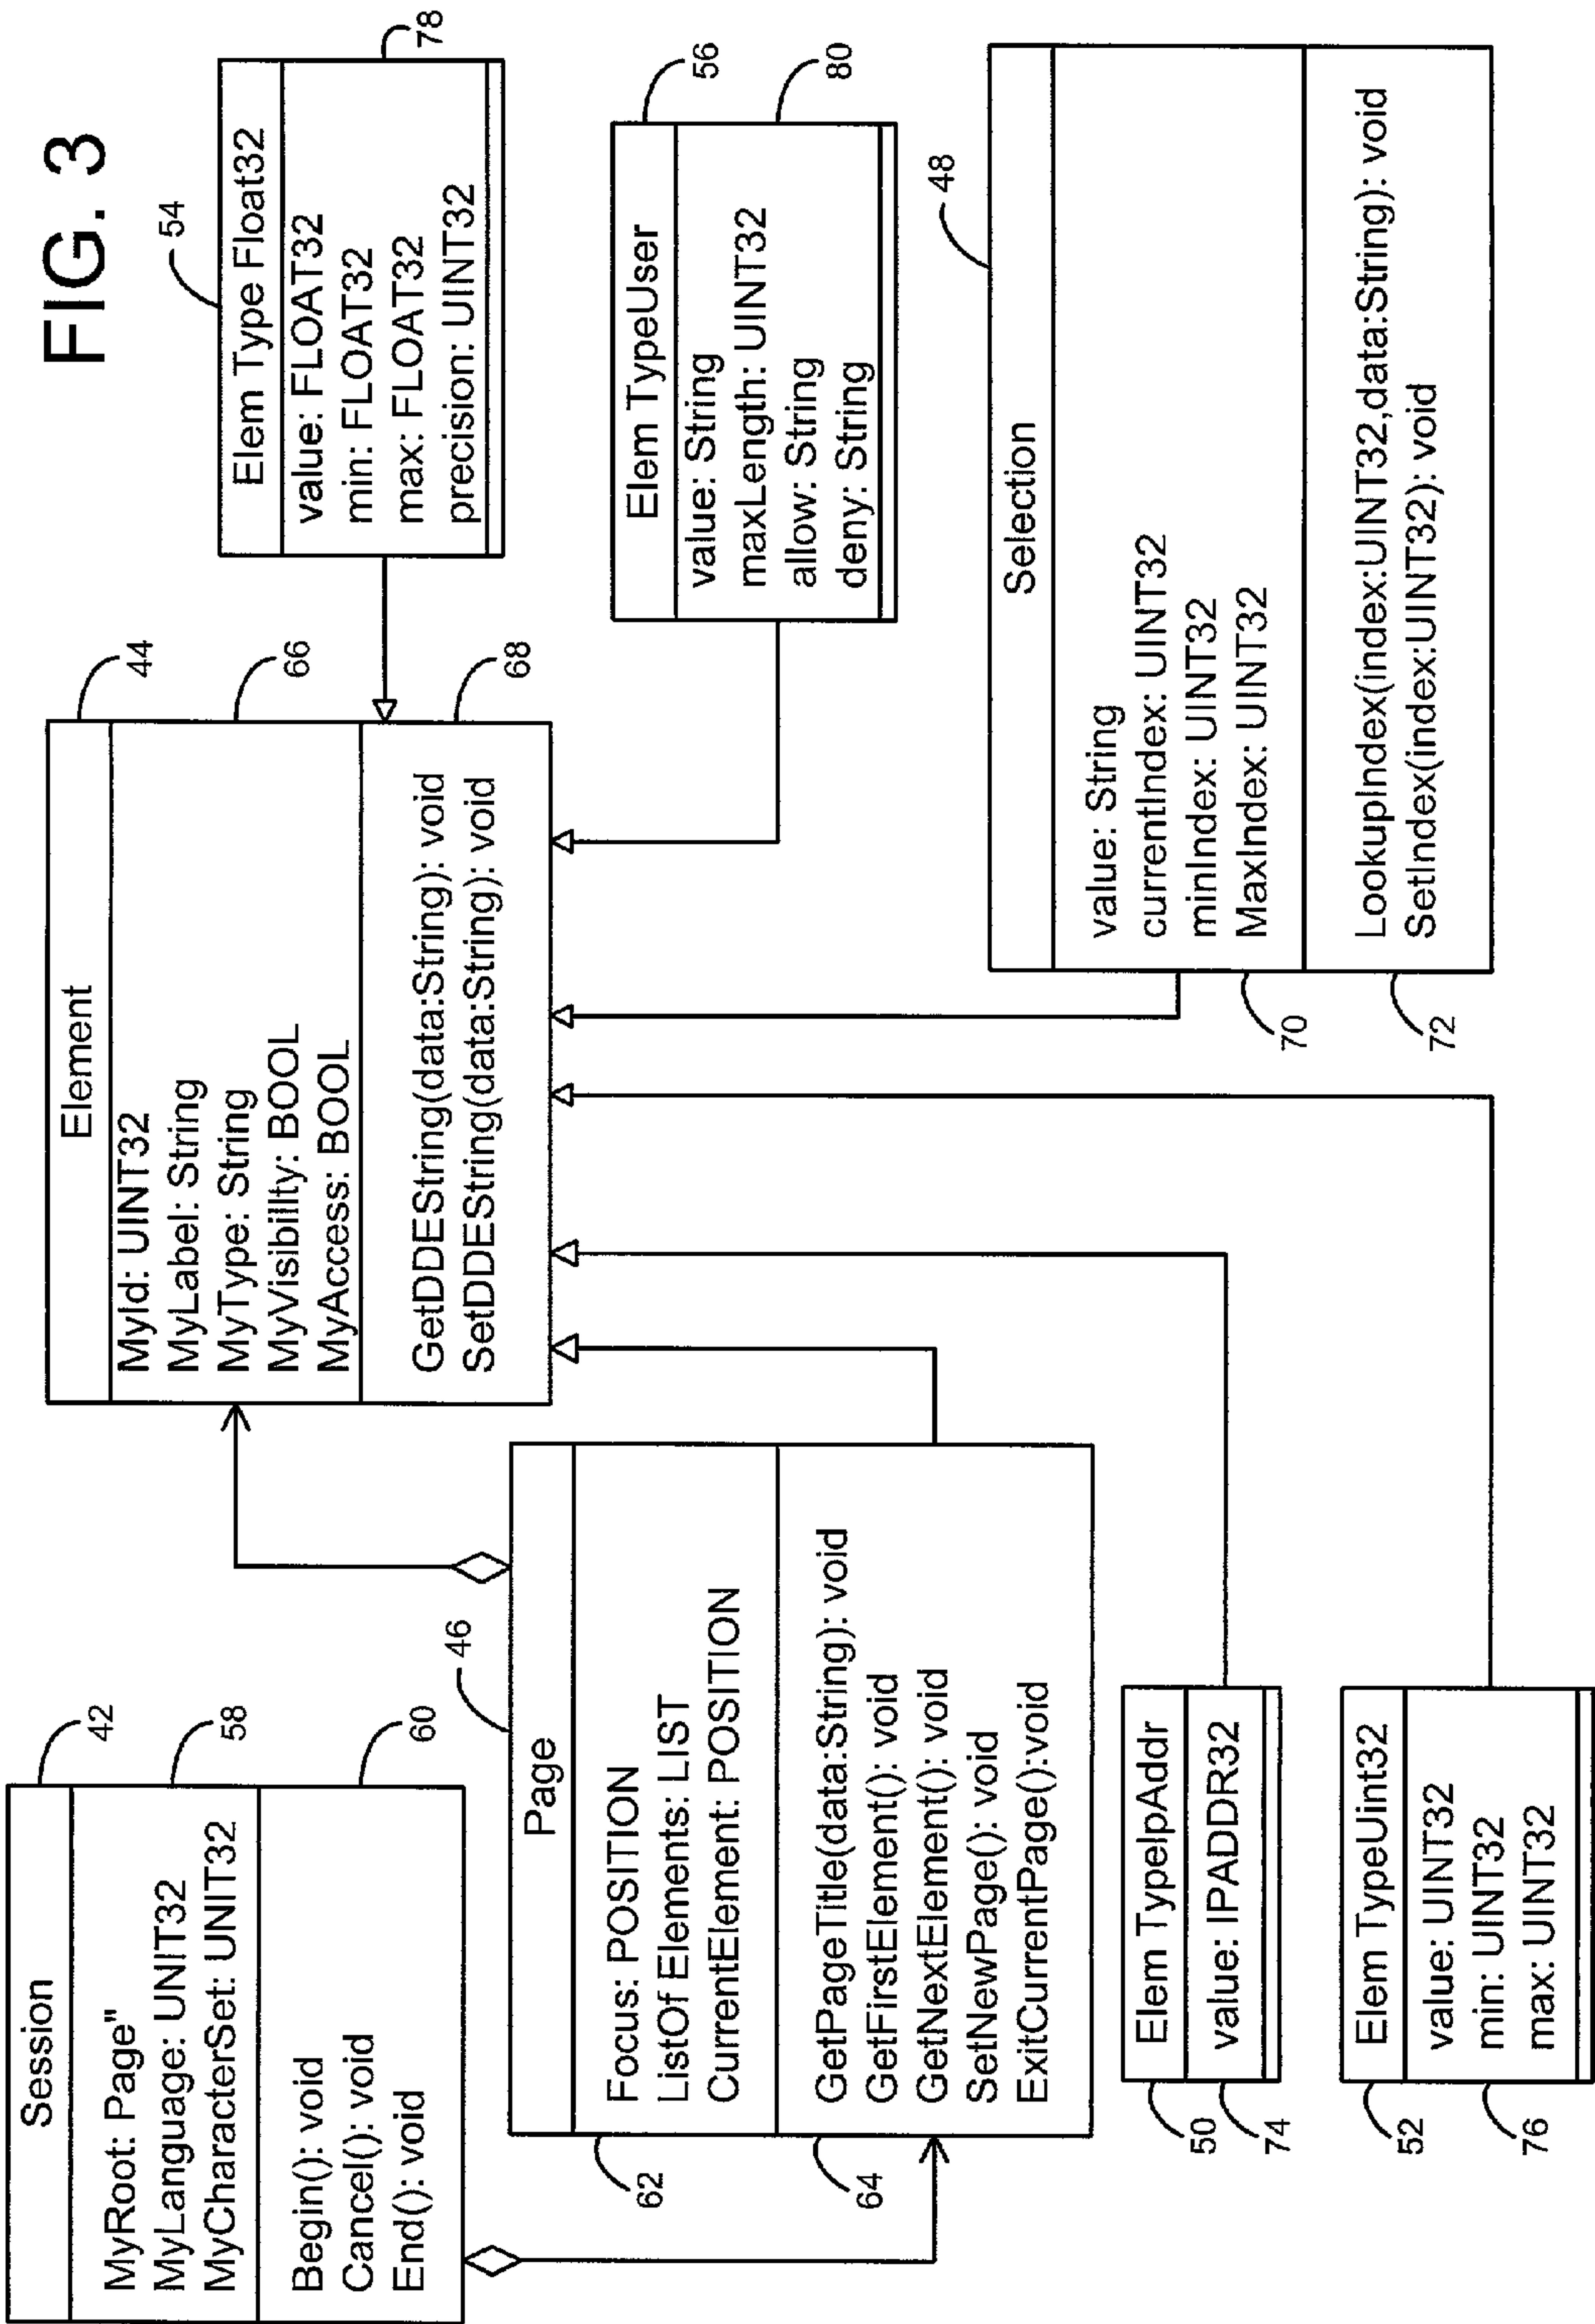 FIG. 3
Session
MyRoot: Page"
MyLanguage: UNIT32
MyCharacterSet: UNIT32
Begin(): void
Cancel(): void
End(): void
42
58
60
Element
MyId: UINT32
MyLabel: String
MyType: String
MyVisibility: BOOL
MyAccess: BOOL
GetDDEString(data:String): void
SetDDEString(data:String): void
44
66
68
54
Elem Type Float32
value: FLOAT32
min: FLOAT32
max: FLOAT32
precision: UINT32
78
46
Page
Focus: POSITION
ListOf Elements: LIST
CurrentElement: POSITION
GetPageTitle(data:String): void
GetFirstElement(): void
GetNextElement(): void
SetNewPage(): void
ExitCurrentPage():void
62
64
Elem TypeUser
value: String
maxLength: UINT32
allow: String
deny: String
56
80
48
Selection
value: String
currentIndex: UINT32
minIndex: UINT32
MaxIndex: UINT32
LookupIndex(index:UINT32,data:String): void
SetIndex(index:UINT32): void
70
72
Elem TypeIpAddr
value: IPADDR32
50
74
Elem TypeUint32
value: UINT32
min: UINT32
max: UINT32
52
76